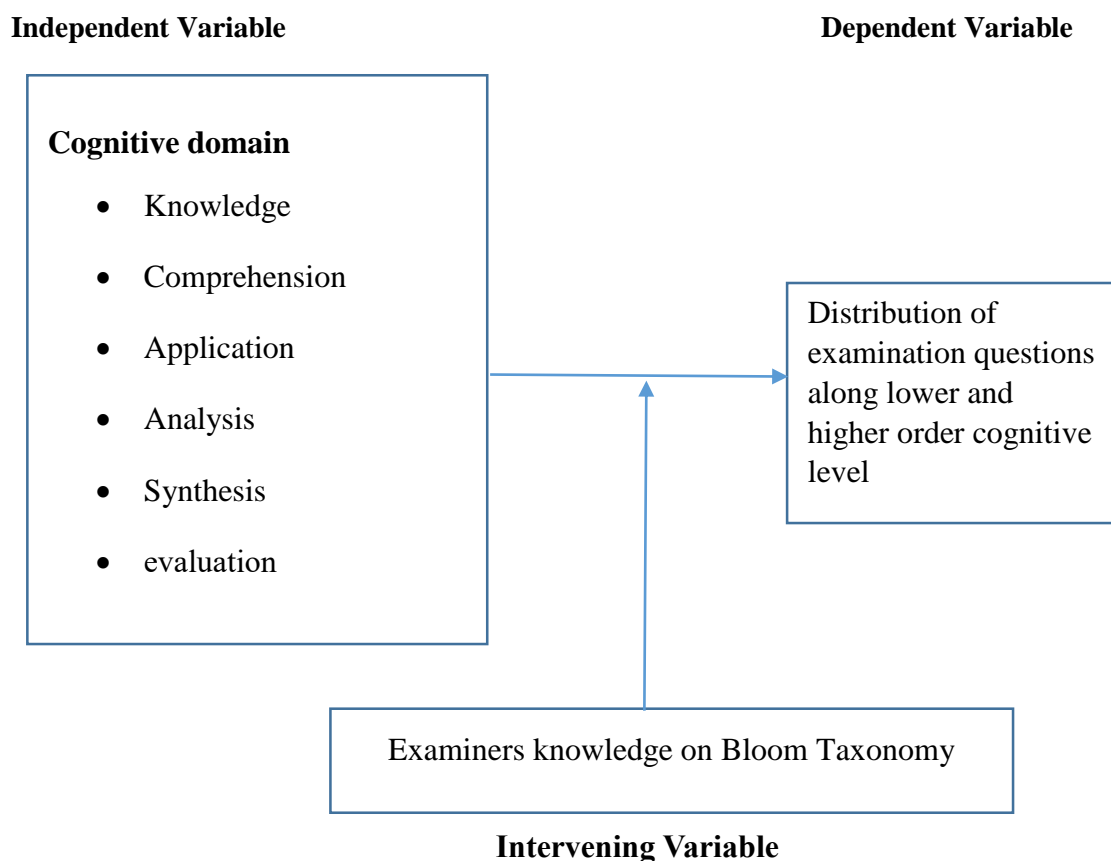 Independent Variable
Dependent Variable
Cognitive domain
• Knowledge
• Comprehension
• Application
• Analysis
• Synthesis
• evaluation
Distribution of
examination questions
along lower and
higher order cognitive
level
Examiners knowledge on Bloom Taxonomy
Intervening Variable